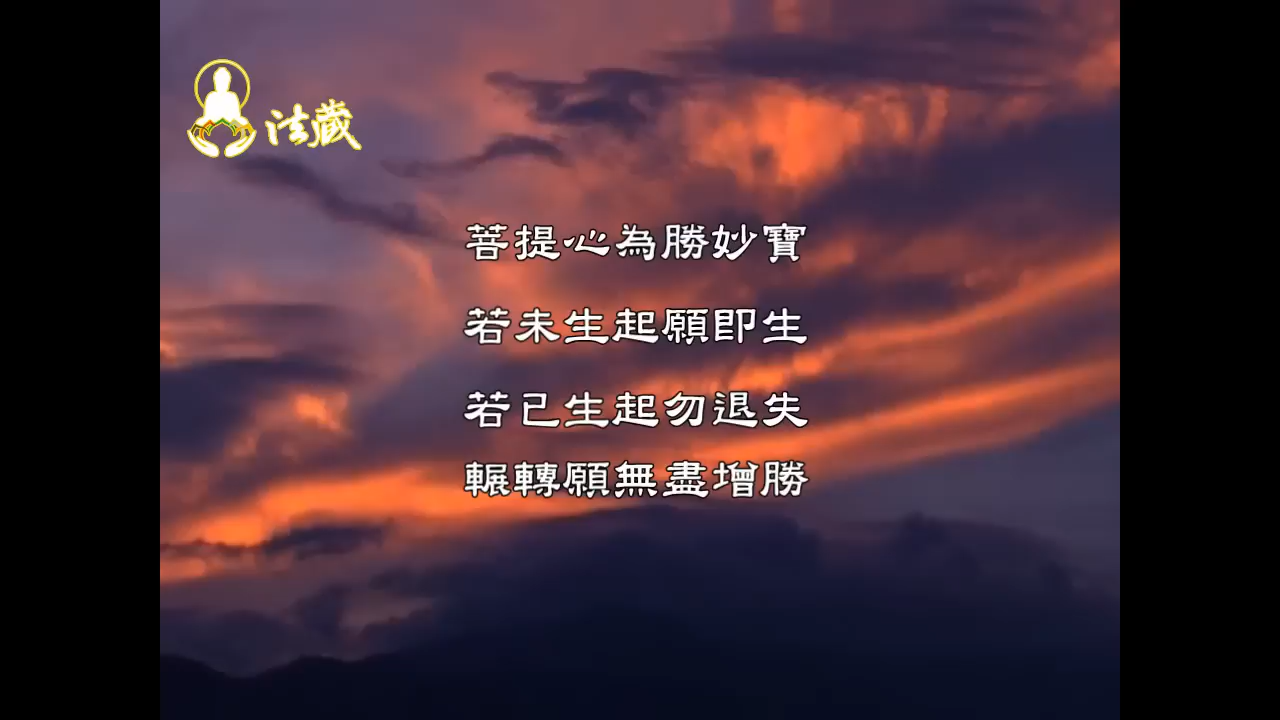 法藏
菩提心為勝妙寶
若未生起願即生
若已生起勿退失
輾轉願無盡增勝